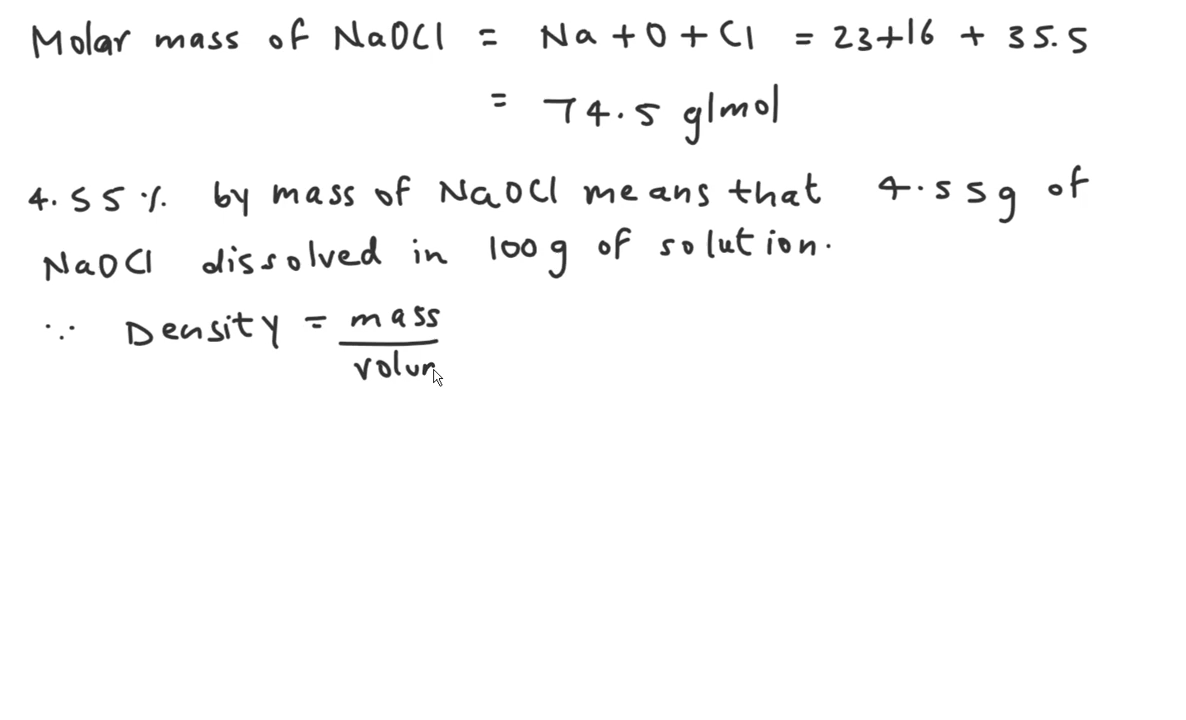 Molar mass of NaOCl = Na + O + Cl = 23+16 + 35.5
= 74.5 g/mol
4.55 % by mass of NaOCl means that 4.55g of
NaOCl dissolved in 100g of solution.
∵ Density = mass
volum